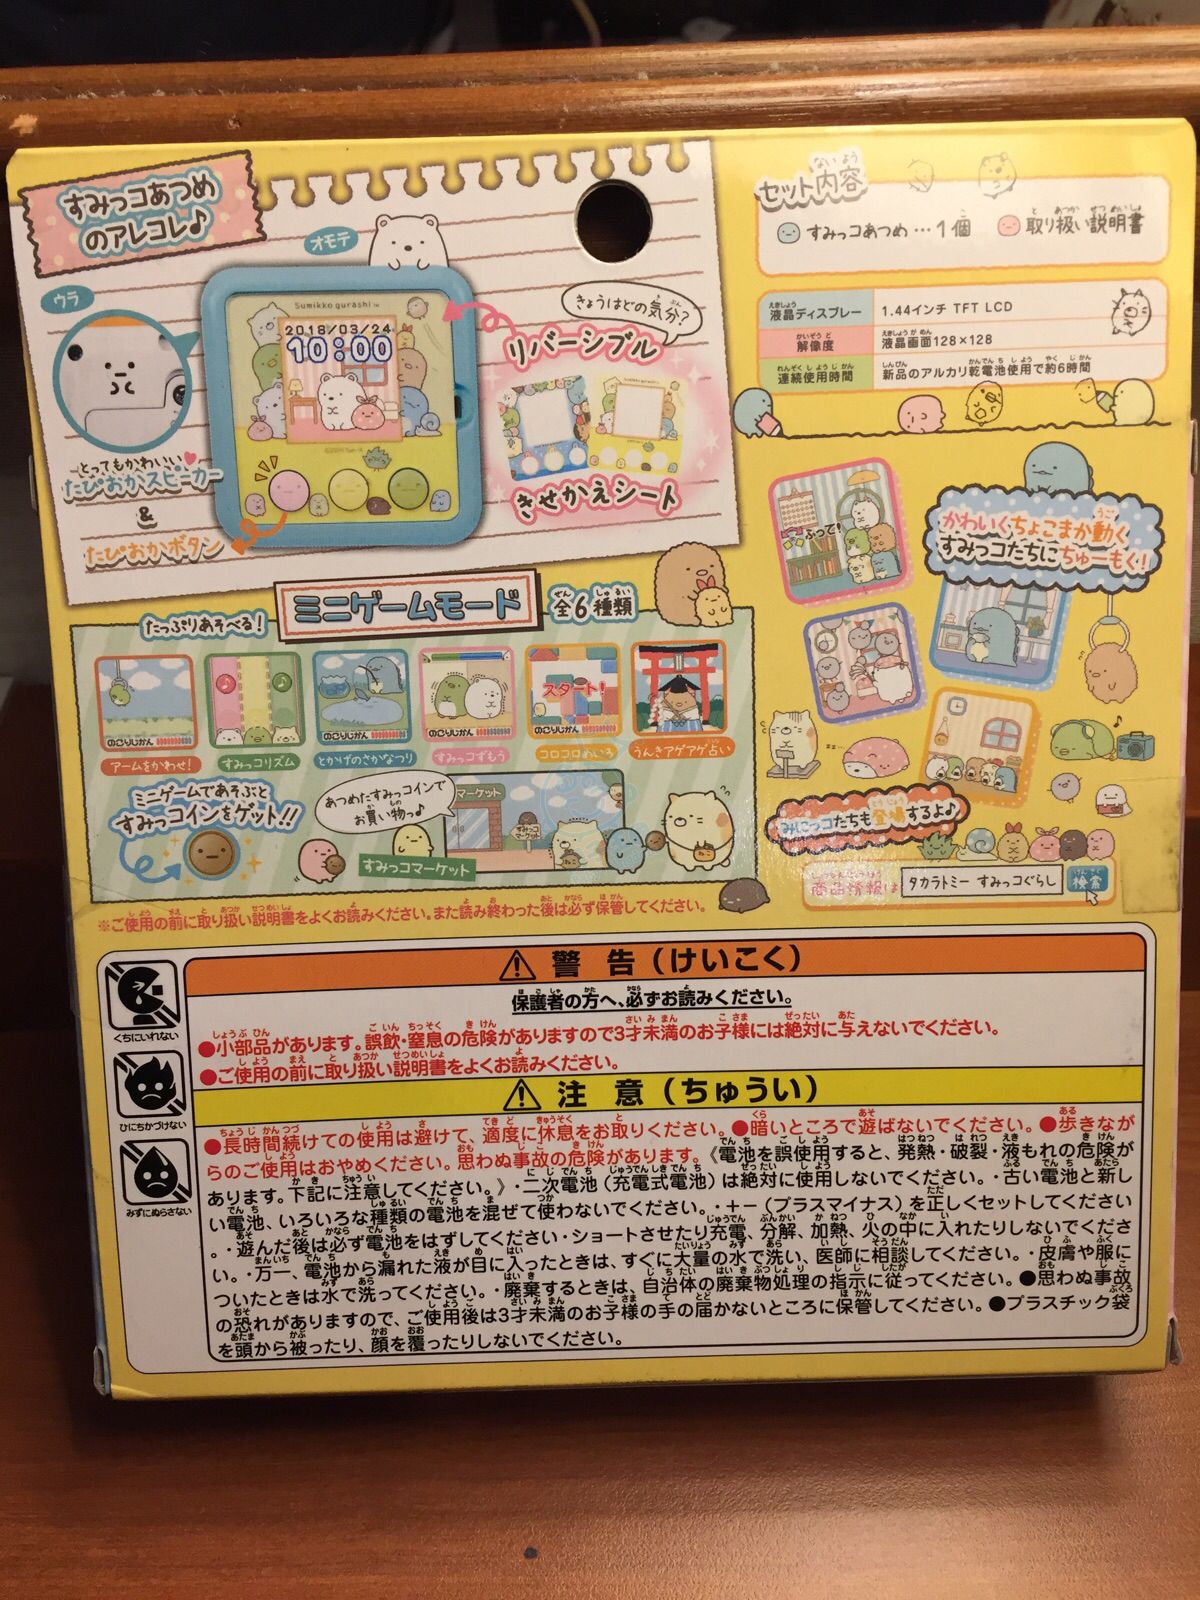 すみっコあつめ
のアレコレ♪
オモテ
ウラ
Sumikko gurashi
2018/03/24
10:00
きょうはどの気分?
リバーシブル
きせかえシート
とってもかわいい♥
たぴおかスピーカー
&
たぴおかボタン
セット内容
すみっコあつめ…1個
取り扱い説明書
液晶ディスプレー 1.44インチ TFT LCD
解像度 液晶画面128×128
連続使用時間 新品のアルカリ乾電池使用で約6時間
かわいくちょこまか動く
すみっコたちにちゅーもく!
ミニゲームモード 全6種類
たっぷりあそべる!
スタート!
のこりじかん
のこりじかん
のこりじかん
のこりじかん
アームをかわせ!
すみっコリズム
とかげのさかなつり
すみっコずもう
コロコロめいろ
うんきアゲアゲ占い
ミニゲームであそぶと
すみっコインをゲット!!
あつめたすみっコインで
お買い物っ♪
マーケット
すみっコ
マーケット
すみっコマーケット
みにっコたちも登場するよ♪
商品情報は タカラトミー すみっコぐらし 検索
※ご使用の前に取り扱い説明書をよくお読みください。また読み終わった後は必ず保管してください。
くちにいれない
ひにちかづけない
みずにぬらさない
⚠警 告(けいこく)
保護者の方へ、必ずお読みください。
●小部品があります。誤飲・窒息の危険がありますので3才未満のお子様には絶対に与えないでください。
●ご使用の前に取り扱い説明書をよくお読みください。
⚠注 意(ちゅうい)
●長時間続けての使用は避けて、適度に休息をお取りください。●暗いところで遊ばないでください。●歩きなが
らのご使用はおやめください。思わぬ事故の危険があります。《電池を誤使用すると、発熱・破裂・液もれの危険が
あります。下記に注意してください。》・二次電池(充電式電池)は絶対に使用しないでください。・古い電池と新し
い電池、いろいろな種類の電池を混ぜて使わないでください。・+−(プラスマイナス)を正しくセットしてください
。・遊んだ後は必ず電池をはずしてください・ショートさせたり充電、分解、加熱、火の中に入れたりしないでくださ
い。・万一、電池から漏れた液が目に入ったときは、すぐに大量の水で洗い、医師に相談してください。・皮膚や服に
ついたときは水で洗ってください。・廃棄するときは、自治体の廃棄物処理の指示に従ってください。●思わぬ事故
の恐れがありますので、ご使用後は3才未満のお子様の手の届かないところに保管してください。●プラスチック袋
を頭から被ったり、顔を覆ったりしないでください。